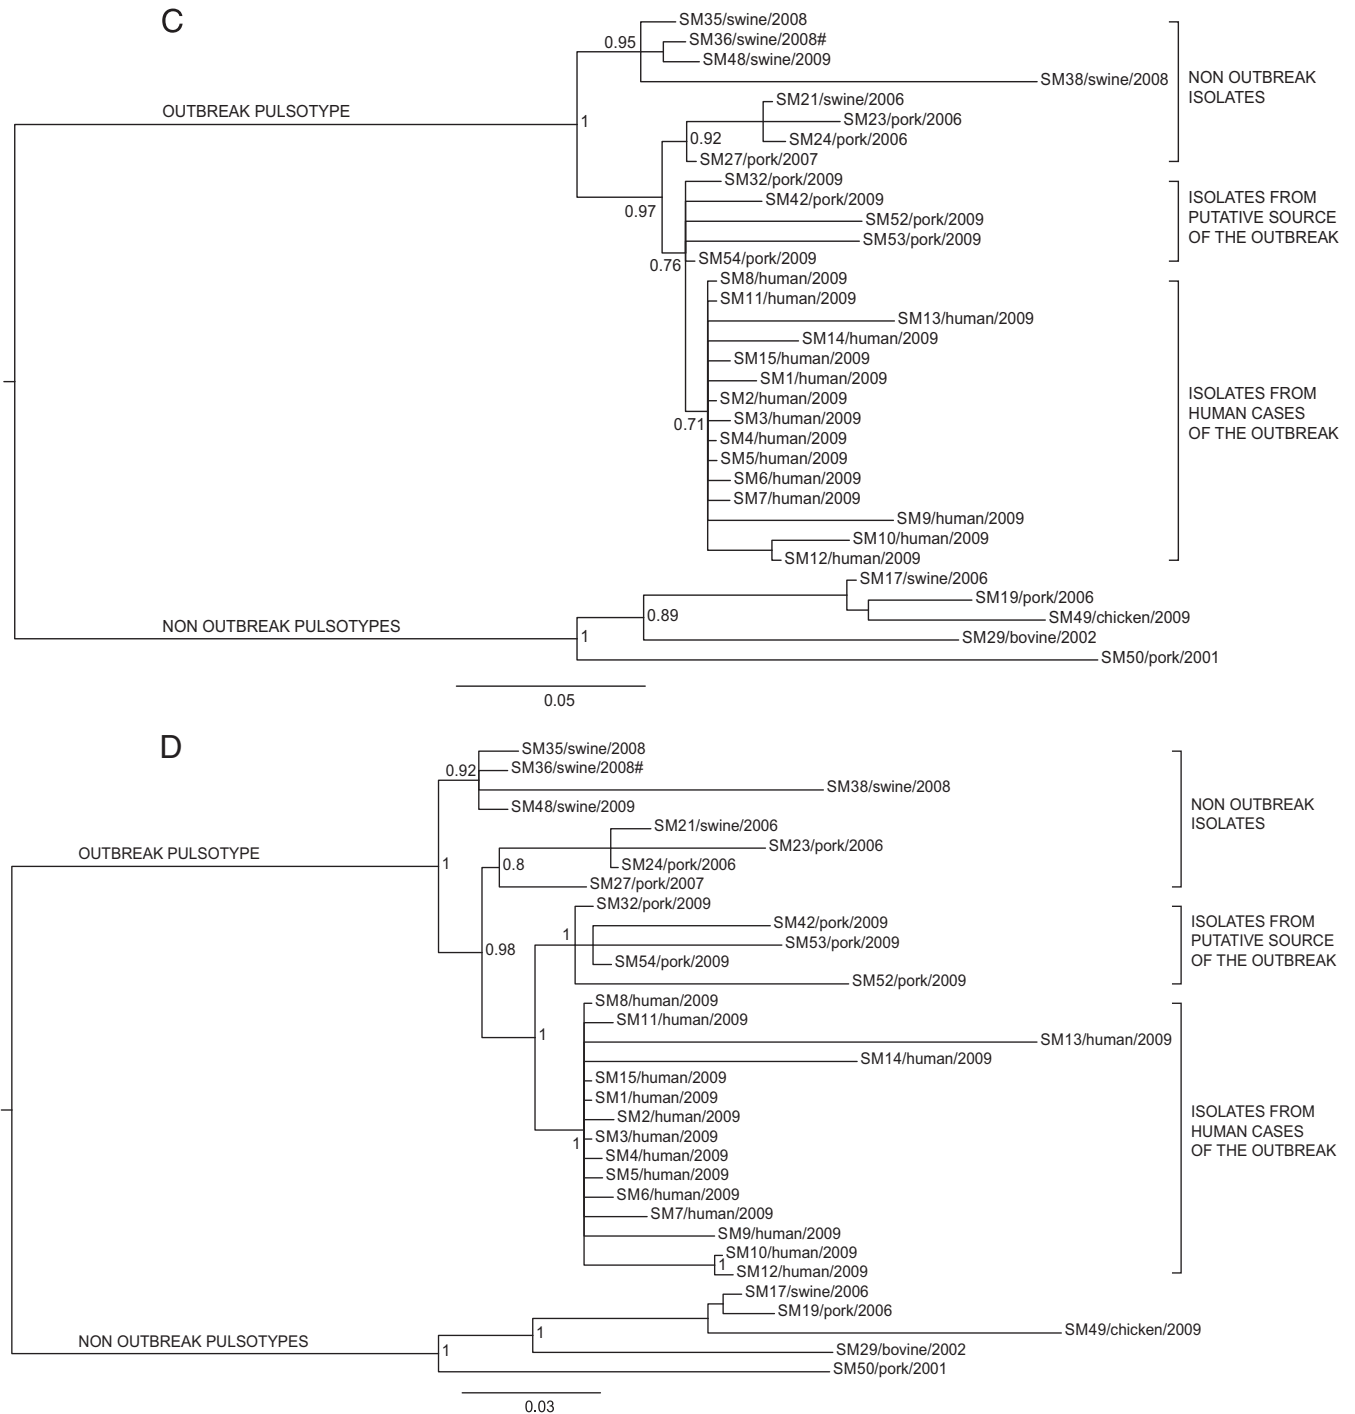 C
SM35/swine/2008
SM36/swine/2008#
SM48/swine/2009
SM38/swine/2008
SM21/swine/2006
SM23/pork/2006
SM24/pork/2006
SM27/pork/2007
SM32/pork/2009
SM42/pork/2009
SM52/pork/2009
SM53/pork/2009
SM54/pork/2009
SM8/human/2009
SM11/human/2009
SM13/human/2009
SM14/human/2009
SM15/human/2009
SM1/human/2009
SM2/human/2009
SM3/human/2009
SM4/human/2009
SM5/human/2009
SM6/human/2009
SM7/human/2009
SM9/human/2009
SM10/human/2009
SM12/human/2009
SM17/swine/2006
SM19/pork/2006
SM49/chicken/2009
SM29/bovine/2002
SM50/pork/2001
OUTBREAK PULSOTYPE
NON OUTBREAK PULSOTYPES
0.95
1
0.92
0.97
0.76
0.71
0.89
1
NON OUTBREAK
ISOLATES
ISOLATES FROM
PUTATIVE SOURCE
OF THE OUTBREAK
ISOLATES FROM
HUMAN CASES
OF THE OUTBREAK
0.05
D
SM35/swine/2008
SM36/swine/2008#
SM38/swine/2008
SM48/swine/2009
SM21/swine/2006
SM23/pork/2006
SM24/pork/2006
SM27/pork/2007
SM32/pork/2009
SM42/pork/2009
SM53/pork/2009
SM54/pork/2009
SM52/pork/2009
SM8/human/2009
SM11/human/2009
SM13/human/2009
SM14/human/2009
SM15/human/2009
SM1/human/2009
SM2/human/2009
SM3/human/2009
SM4/human/2009
SM5/human/2009
SM6/human/2009
SM7/human/2009
SM9/human/2009
SM10/human/2009
SM12/human/2009
SM17/swine/2006
SM19/pork/2006
SM49/chicken/2009
SM29/bovine/2002
SM50/pork/2001
OUTBREAK PULSOTYPE
NON OUTBREAK PULSOTYPES
0.92
1
0.8
1
0.98
1
1
1
1
1
NON OUTBREAK
ISOLATES
ISOLATES FROM
PUTATIVE SOURCE
OF THE OUTBREAK
ISOLATES FROM
HUMAN CASES
OF THE OUTBREAK
0.03